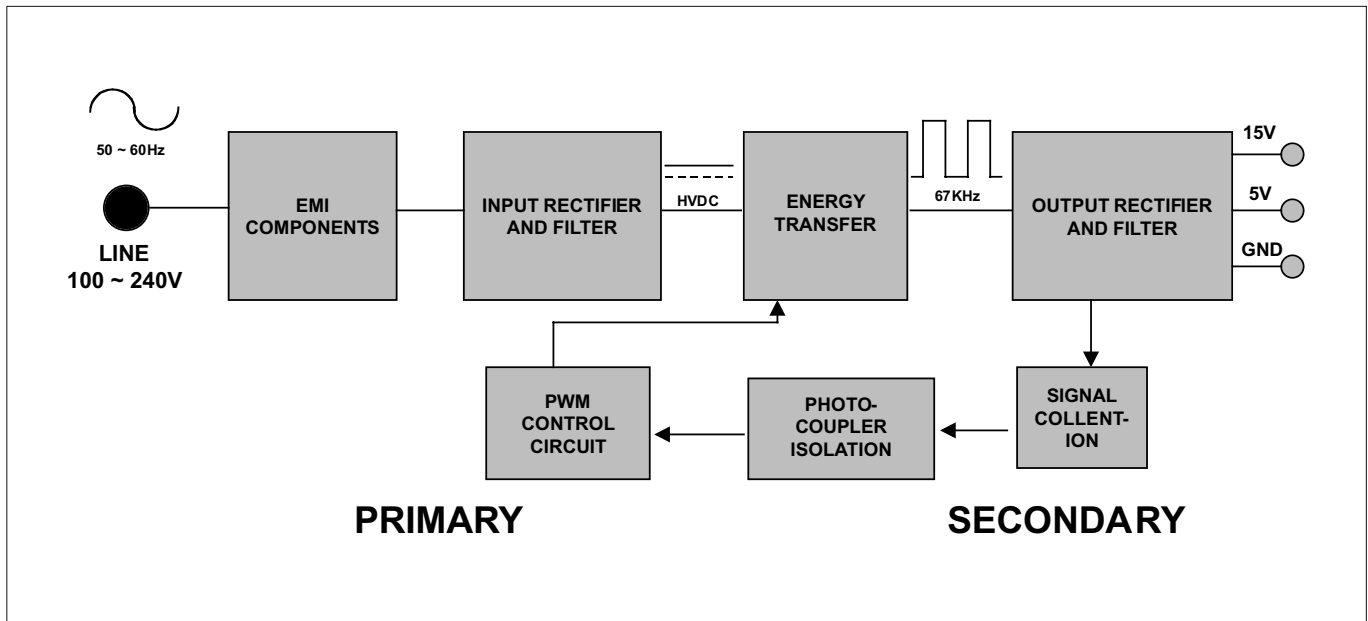 50 ~ 60Hz
LINE
100 ~ 240V
EMI
COMPONENTS
INPUT RECTIFIER
AND FILTER
HVDC
ENERGY
TRANSFER
67KHz
OUTPUT RECTIFIER
AND FILTER
15V
5V
GND
PWM
CONTROL
CIRCUIT
PHOTO-
COUPLER
ISOLATION
SIGNAL
COLLENT-
ION
PRIMARY
SECONDARY